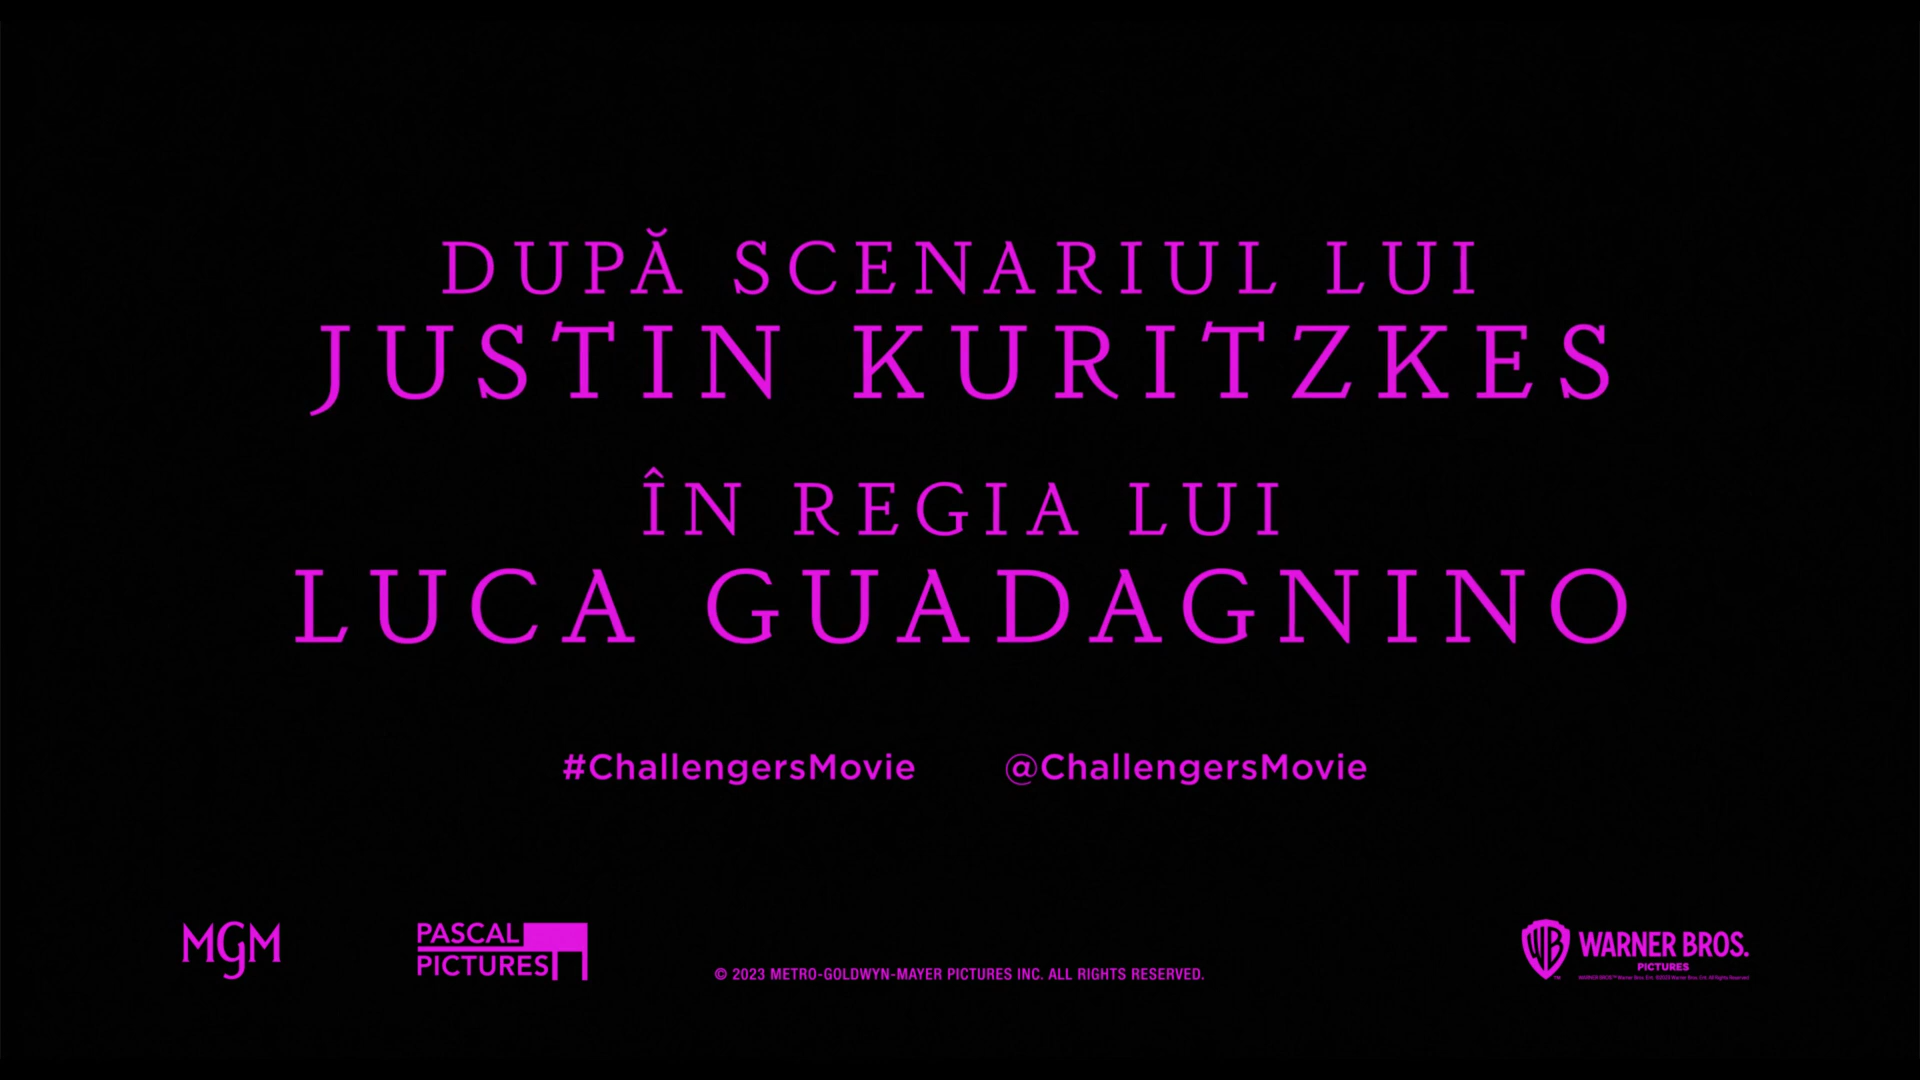 DUPĂ SCENARIUL LUI
JUSTIN KURITZKES
ÎN REGIA LUI
LUCA GUADAGNINO
#ChallengersMovie @ChallengersMovie
MGM
PASCAL
PICTURES
© 2023 METRO-GOLDWYN-MAYER PICTURES INC. ALL RIGHTS RESERVED.
WB WARNER BROS.
PICTURES